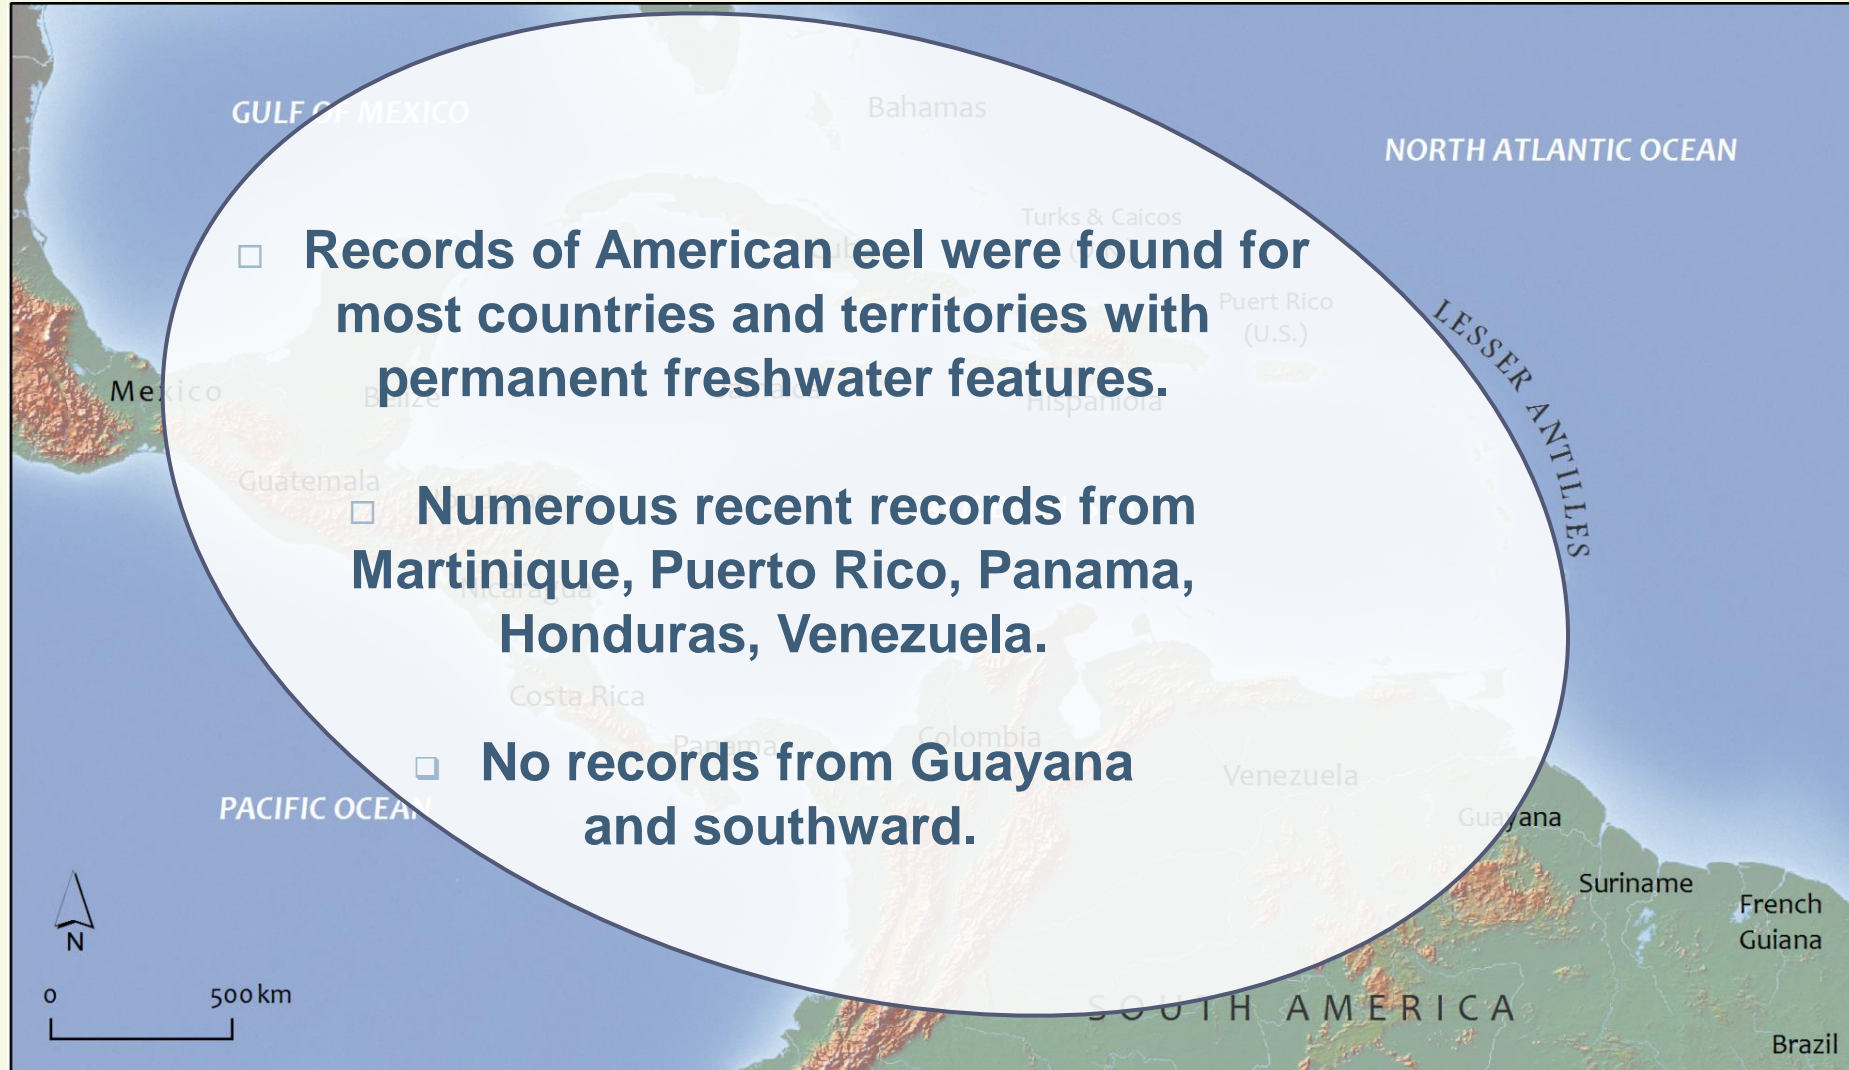 GULF OF MEXICO
Bahamas
NORTH ATLANTIC OCEAN
Turks & Caicos
□ Records of American eel were found for
most countries and territories with
Puert Rico
(U.S.)
permanent freshwater features.
LESSER ANTILLES
Mexico
Belize
Jamaica
Hispaniola
Guatemala
□ Numerous recent records from
Martinique, Puerto Rico, Panama,
Nicaragua
Honduras, Venezuela.
Costa Rica
Panama
Colombia
❑ No records from Guayana
Venezuela
PACIFIC OCEAN
and southward.
Guayana
Suriname
French
Guiana
N
0 500 km
SOUTH AMERICA
Brazil